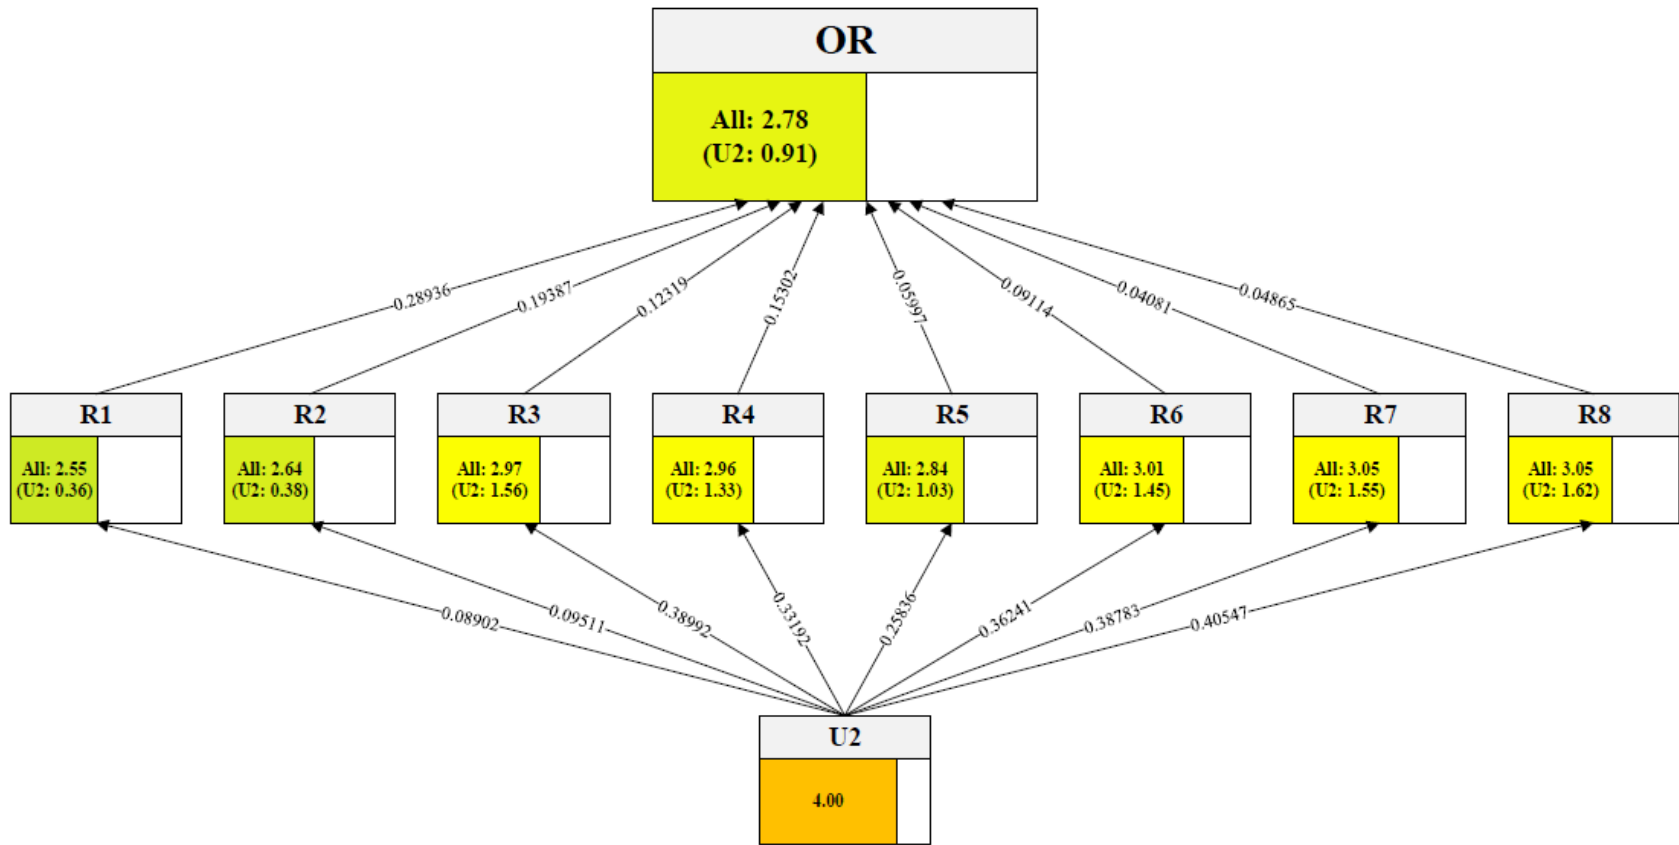 OR
All: 2.78
(U2: 0.91)
0.28936
0.19387
0.12319
0.15302
0.05997
0.09114
0.04081
0.04865
R1
R2
R3
R4
R5
R6
R7
R8
All: 2.55
(U2: 0.36)
All: 2.64
(U2: 0.38)
All: 2.97
(U2: 1.56)
All: 2.96
(U2: 1.33)
All: 2.84
(U2: 1.03)
All: 3.01
(U2: 1.45)
All: 3.05
(U2: 1.55)
All: 3.05
(U2: 1.62)
0.08902
0.09511
0.38992
0.33192
0.25836
0.36241
0.38783
0.40547
U2
4.00